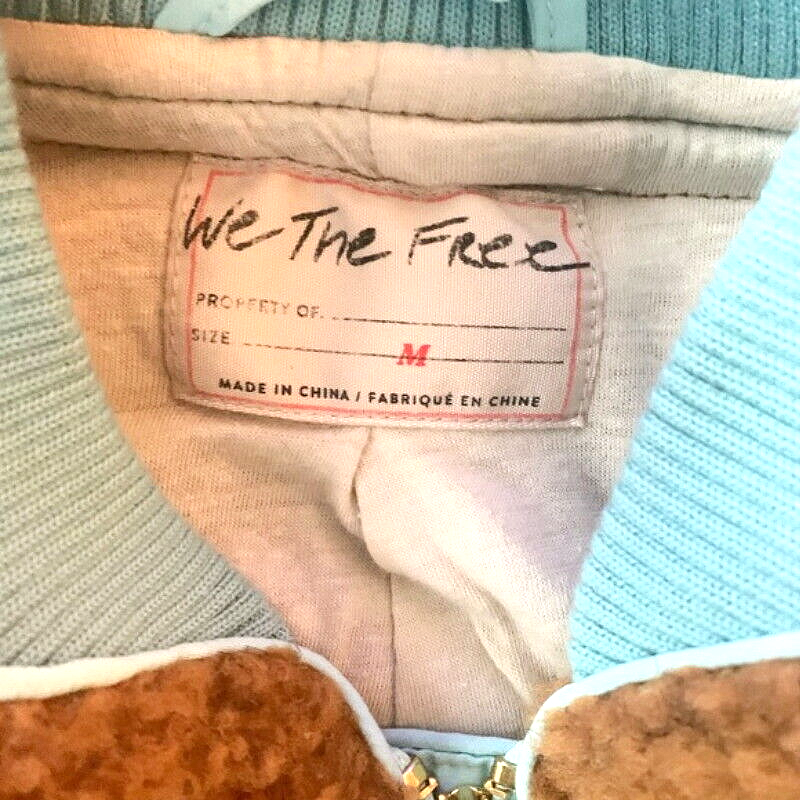 We The Free
PROPERTY OF.
SIZE M
MADE IN CHINA / FABRIQUÉ EN CHINE